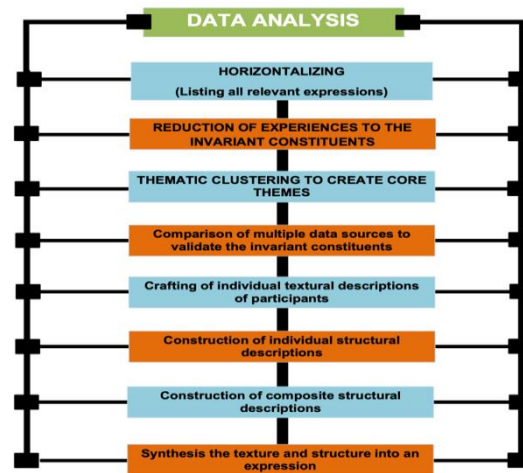 DATA ANALYSIS
HORIZONTALIZING
(Listing all relevant expressions)
REDUCTION OF EXPERIENCES TO THE
INVARIANT CONSTITUENTS
THEMATIC CLUSTERING TO CREATE CORE
THEMES
Comparison of multiple data sources to
validate the invariant constituents
Crafting of individual textural descriptions
of participants
Construction of individual structural
descriptions
Construction of composite structural
descriptions
Synthesis the texture and structure into an
expression